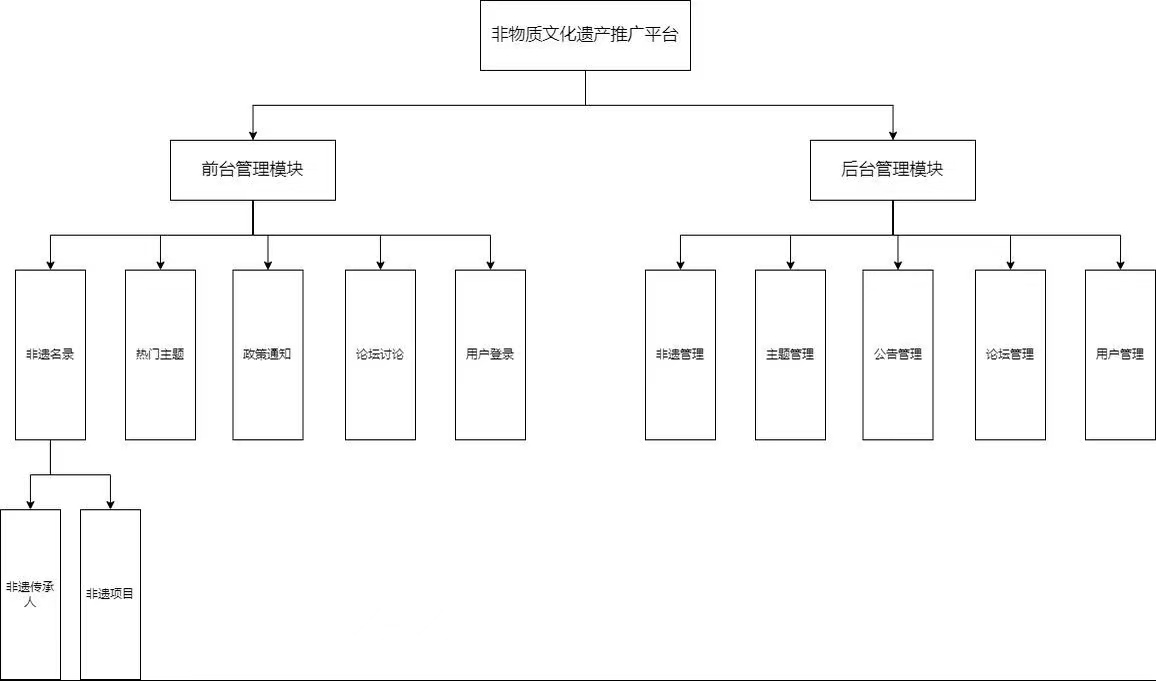 非物质文化遗产推广平台
前台管理模块
后台管理模块
非遗名录
热门主题
政策通知
论坛讨论
用户登录
非遗管理
主题管理
公告管理
论坛管理
用户管理
非遗传承
人
非遗项目